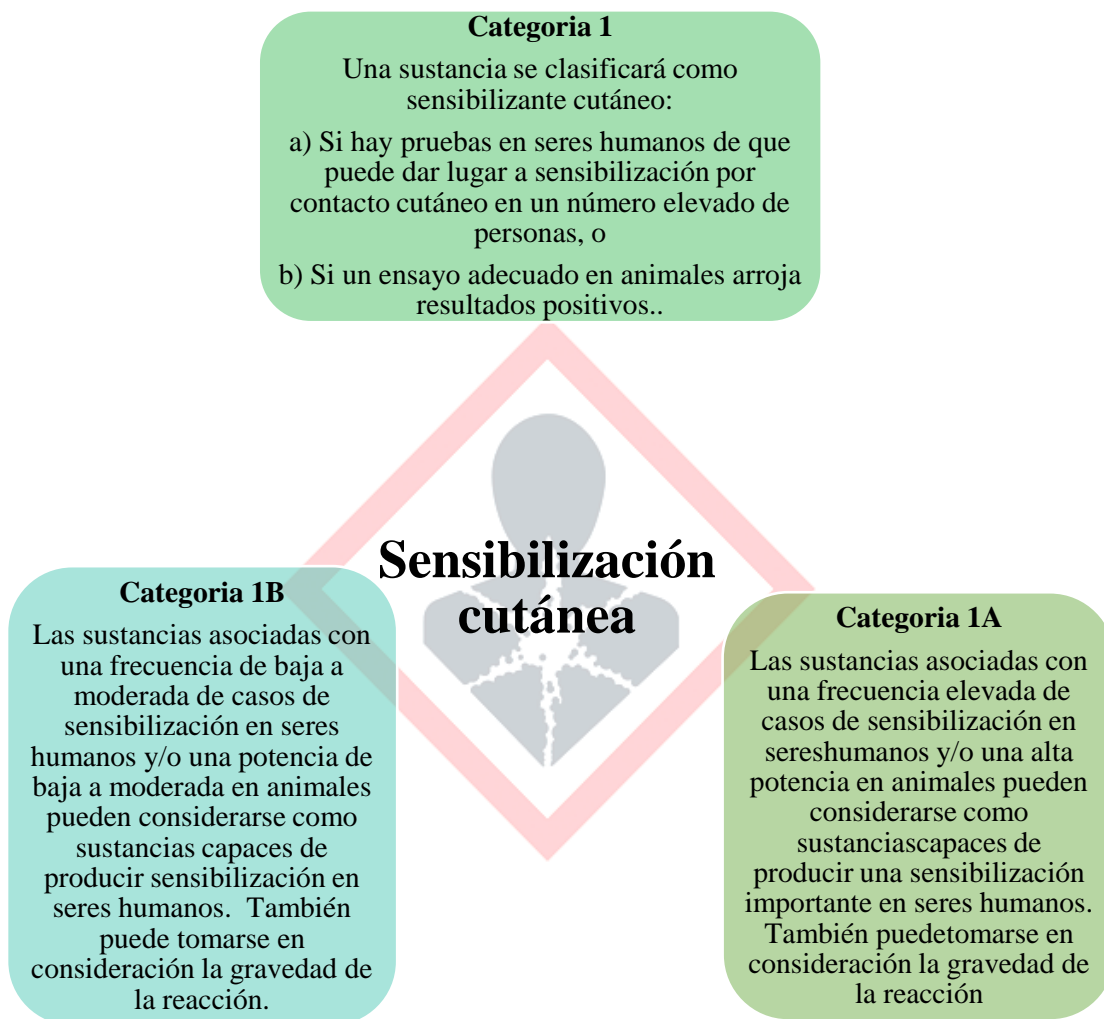 Categoria 1
Una sustancia se clasificará como
sensibilizante cutáneo:
a) Si hay pruebas en seres humanos de que
puede dar lugar a sensibilización por
contacto cutáneo en un número elevado de
personas, o
b) Si un ensayo adecuado en animales arroja
resultados positivos..
Sensibilización
cutánea
Categoria 1B
Las sustancias asociadas con
una frecuencia de baja a
moderada de casos de
sensibilización en seres
humanos y/o una potencia de
baja a moderada en animales
pueden considerarse como
sustancias capaces de
producir sensibilización en
seres humanos.  También
puede tomarse en
consideración la gravedad de
la reacción.
Categoria 1A
Las sustancias asociadas con
una frecuencia elevada de
casos de sensibilización en
sereshumanos y/o una alta
potencia en animales pueden
considerarse como
sustanciascapaces de
producir una sensibilización
importante en seres humanos.
También puedetomarse en
consideración la gravedad de
la reacción